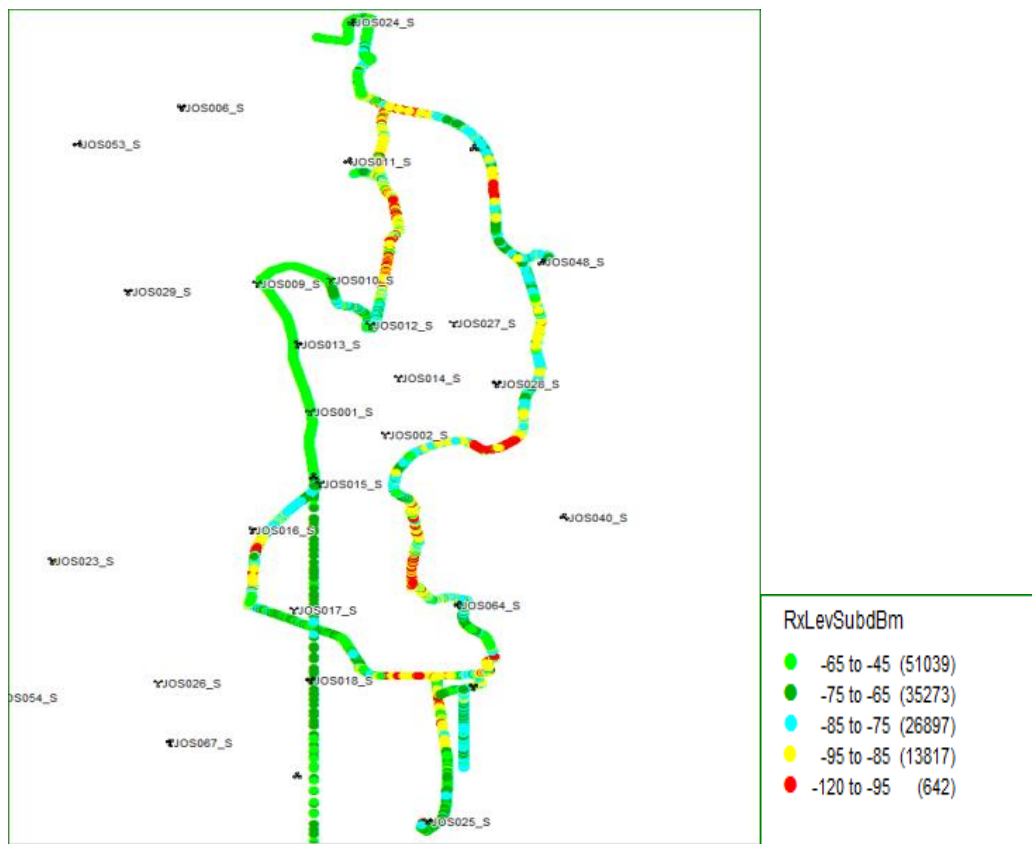 JOS024_S
JOS006_S
JOS053_S
JOS011_S
JOS048_S
JOS009_S
JOS010_S
JOS029_S
JOS012_S
JOS027_S
JOS013_S
JOS014_S
JOS028_S
JOS001_S
JOS002_S
JOS015_S
JOS040_S
JOS016_S
JOS023_S
JOS017_S
JOS064_S
JOS026_S
JOS018_S
OS054_S
JOS067_S
JOS025_S
RxLevSubdBm
-65 to -45 (51039)
-75 to -65 (35273)
-85 to -75 (26897)
-95 to -85 (13817)
-120 to -95 (642)